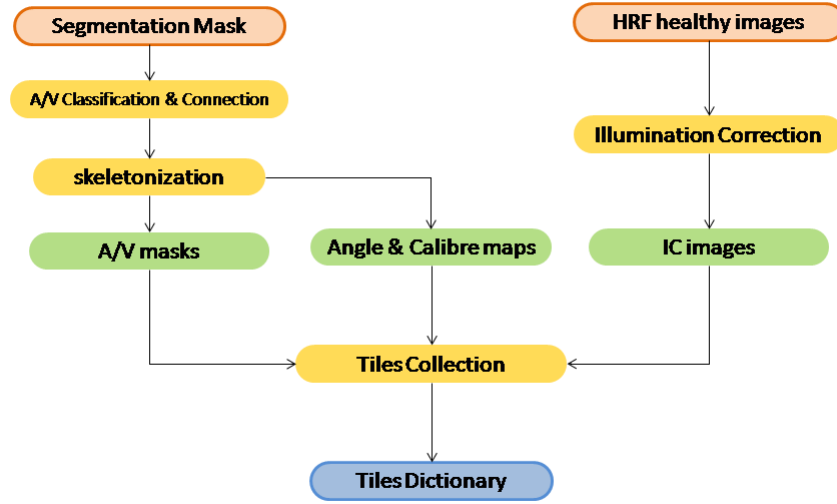 Segmentation Mask
HRF healthy images
A/V Classification & Connection
Illumination Correction
skeletonization
A/V masks
Angle & Calibre maps
IC images
Tiles Collection
Tiles Dictionary